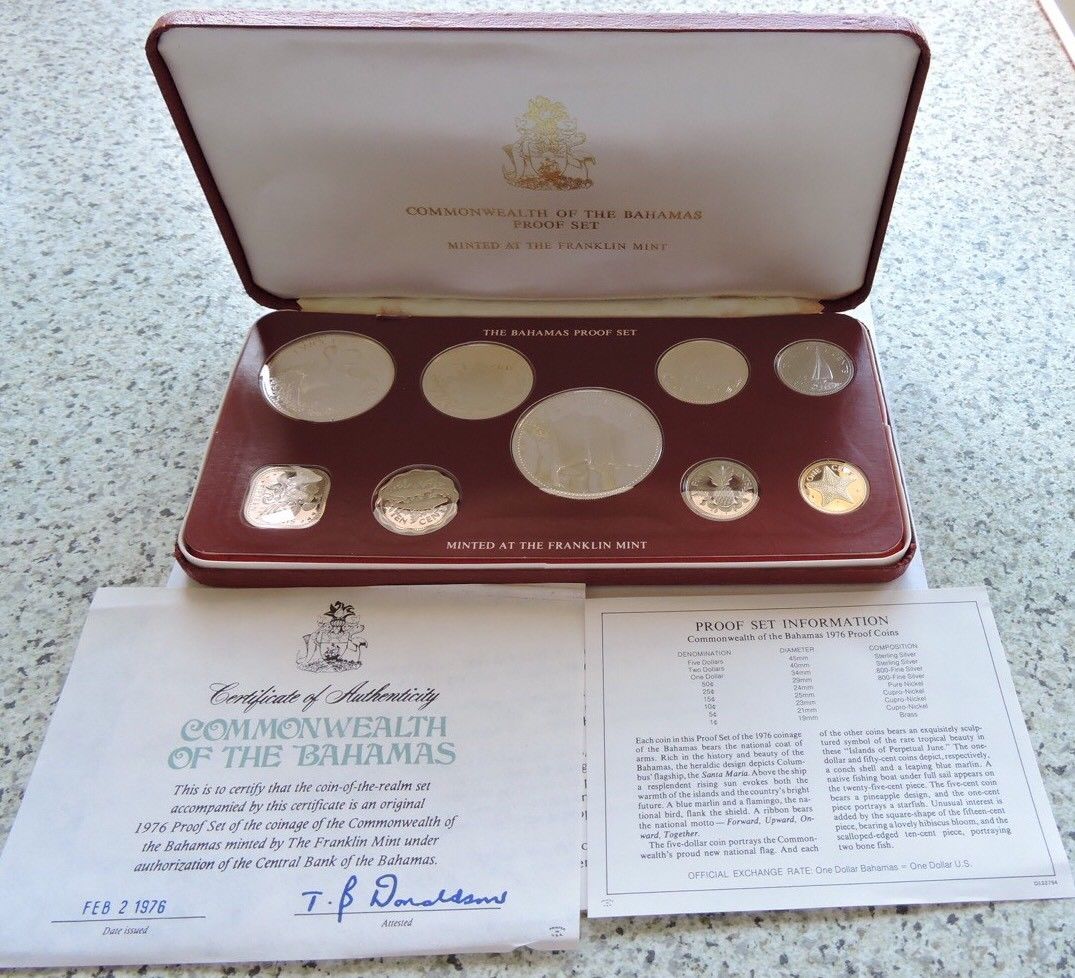 COMMONWEALTH OF THE BAHAMAS
PROOF SET
MINTED AT THE FRANKLIN MINT
THE BAHAMAS PROOF SET
TEN CENTS
ONE CENT
MINTED AT THE FRANKLIN MINT
Certificate of Authenticity
COMMONWEALTH
OF THE BAHAMAS
This is to certify that the coin-of-the-realm set
accompanied by this certificate is an original
1976 Proof Set of the coinage of the Commonwealth of
the Bahamas minted by The Franklin Mint under
authorization of the Central Bank of the Bahamas.
FEB 2 1976
Date issued
T. B Donaldson
Attested
PRINTED
IN
U.S.A.
PROOF SET INFORMATION
Commonwealth of the Bahamas 1976 Proof Coins
DENOMINATION DIAMETER COMPOSITION
Five Dollars 45mm Sterling Silver
Two Dollars 40mm Sterling Silver
One Dollar 34mm 800-Fine Silver
50¢ 29mm 800-Fine Silver
25¢ 24mm Pure Nickel
15¢ 25mm Cupro-Nickel
10¢ 23mm Cupro-Nickel
5¢ 21mm Cupro-Nickel
1¢ 19mm Brass
Each coin in this Proof Set of the 1976 coinage
of the Bahamas bears the national coat of
arms. Rich in the history and beauty of the
Bahamas, the heraldic design depicts Colum-
bus' flagship, the Santa Maria. Above the ship
a resplendent rising sun evokes both the
warmth of the islands and the country's bright
future. A blue marlin and a flamingo, the na-
tional bird, flank the shield. A ribbon bears
the national motto — Forward, Upward, On-
ward, Together.
The five-dollar coin portrays the Common-
wealth's proud new national flag. And each
of the other coins bears an exquisitely sculp-
tured symbol of the rare tropical beauty in
these "Islands of Perpetual June." The one-
dollar and fifty-cent coins depict, respectively,
a conch shell and a leaping blue marlin. A
native fishing boat under full sail appears on
the twenty-five-cent piece. The five-cent coin
bears a pineapple design, and the one-cent
piece portrays a starfish. Unusual interest is
added by the square-shape of the fifteen-cent
piece, bearing a lovely hibiscus bloom, and the
scalloped-edged ten-cent piece, portraying
two bone fish.
OFFICIAL EXCHANGE RATE: One Dollar Bahamas = One Dollar U.S.